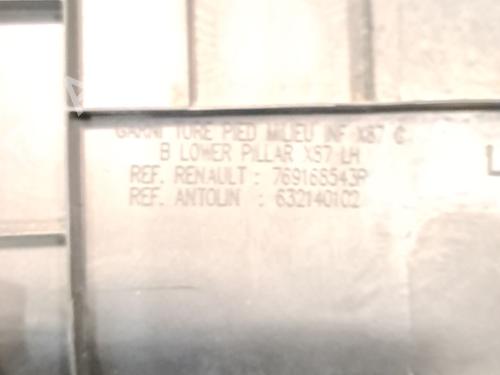 GARNITURE PIED MILIEU INF X87 G
B LOWER PILLAR X87 LH
REF. RENAULT : 769165543P
REF. ANTOLIN : 632140102
L